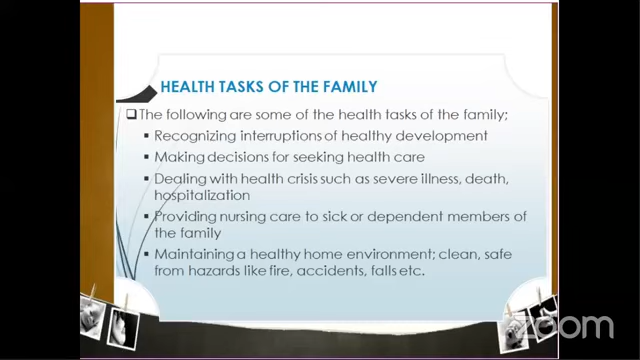 HEALTH TASKS OF THE FAMILY
❑The following are some of the health tasks of the family;
▪ Recognizing interruptions of healthy development
▪ Making decisions for seeking health care
▪ Dealing with health crisis such as severe illness, death,
hospitalization
▪ Providing nursing care to sick or dependent members of
the family
▪ Maintaining a healthy home environment; clean, safe
from hazards like fire, accidents, falls etc.
zoom